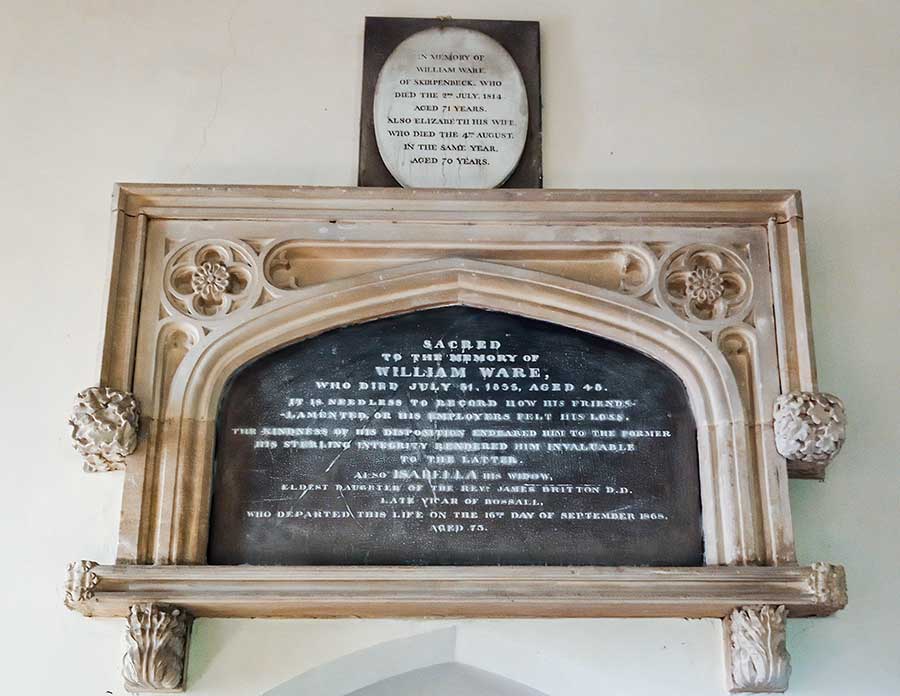 IN MEMORY OF
WILLIAM WARE
OF SKIRPENBECK, WHO
DIED THE 2ND JULY, 1814
AGED 71 YEARS.
ALSO ELIZABETH HIS WIFE,
WHO DIED THE 4TH AUGUST,
IN THE SAME YEAR,
AGED 70 YEARS.
SACRED
TO THE MEMORY OF
WILLIAM WARE,
WHO DIED JULY 31, 1835, AGED 48.
IT IS NEEDLESS TO RECORD HOW HIS FRIENDS-
-LAMENTED, OR HIS EMPLOYERS FELT HIS LOSS.
THE KINDNESS OF HIS DISPOSITION ENDEARED HIM TO THE FORMER
HIS STERLING INTEGRITY RENDERED HIM INVALUABLE
TO THE LATTER.
ALSO ISABELLA HIS WIDOW,
ELDEST DAUGHTER OF THE REVD. JAMES BRITTON D.D.
LATE VICAR OF BOSSALL,
WHO DEPARTED THIS LIFE ON THE 16TH DAY OF SEPTEMBER 1868,
AGED 75.